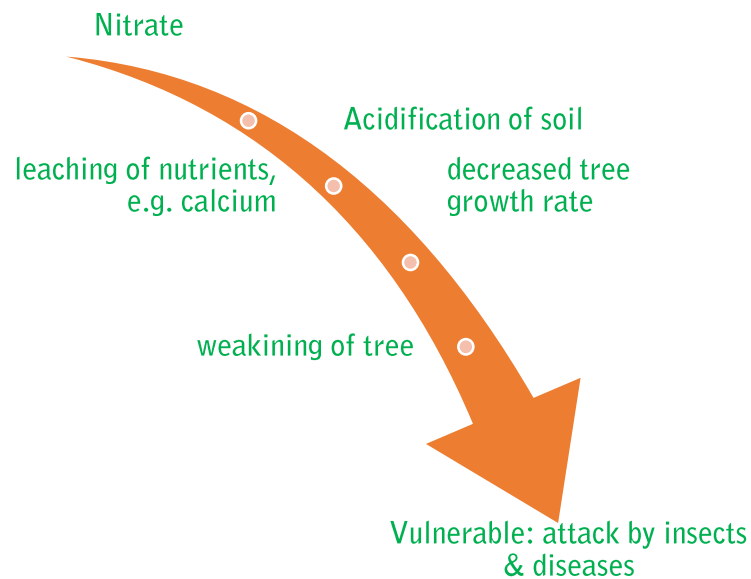 Nitrate
Acidification of soil
leaching of nutrients,
e.g. calcium
decreased tree
growth rate
weakining of tree
Vulnerable: attack by insects
& diseases